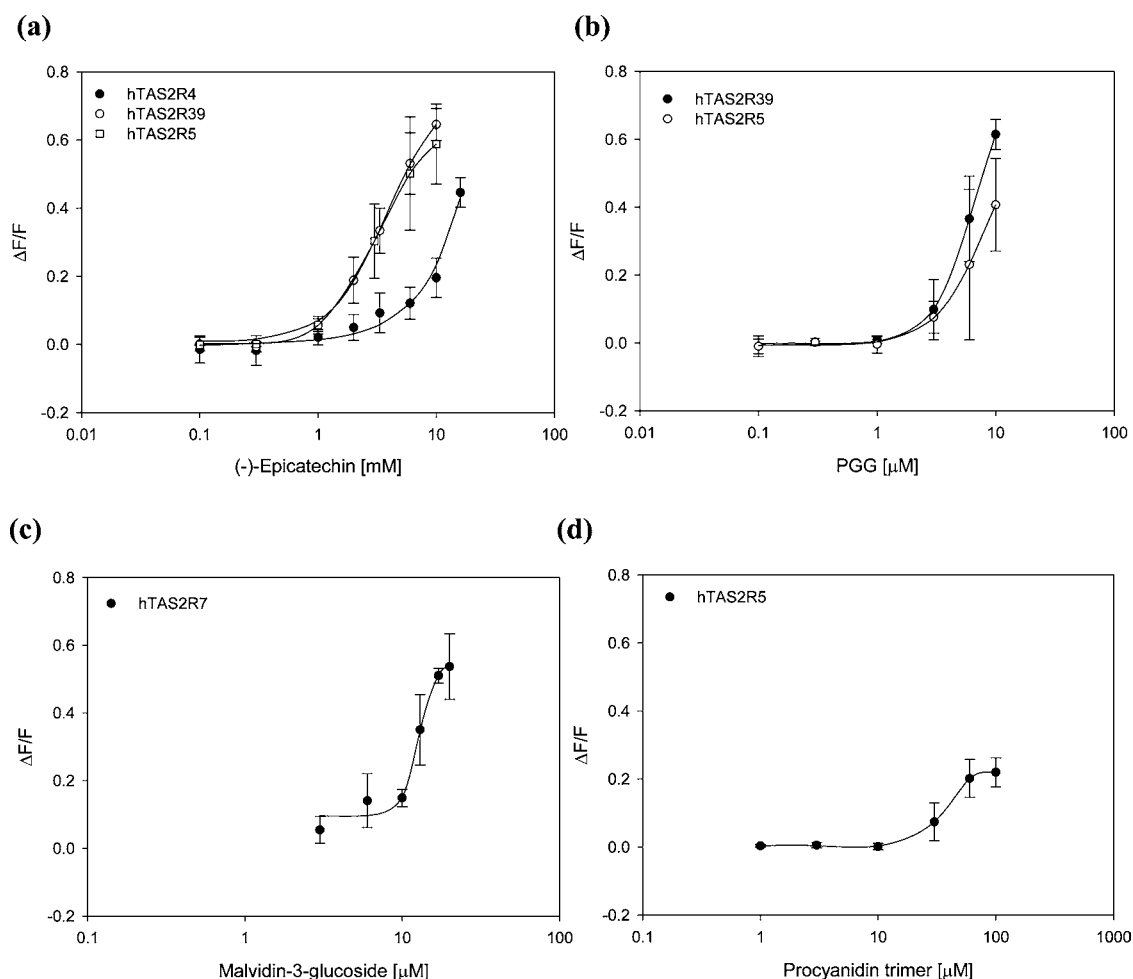 (a)
0.8
0.6
0.4
0.2
0.0
-0.2
ΔF/F
hTAS2R4
hTAS2R39
hTAS2R5
0.01
0.1
1
10
100
(-)-Epicatechin [mM]
(b)
0.8
0.6
0.4
0.2
0.0
-0.2
ΔF/F
hTAS2R39
hTAS2R5
0.01
0.1
1
10
100
PGG [μM]
(c)
0.8
0.6
0.4
0.2
0.0
-0.2
ΔF/F
hTAS2R7
0.1
1
10
100
Malvidin-3-glucoside [μM]
(d)
0.8
0.6
0.4
0.2
0.0
-0.2
ΔF/F
hTAS2R5
0.1
1
10
100
1000
Procyanidin trimer [μM]